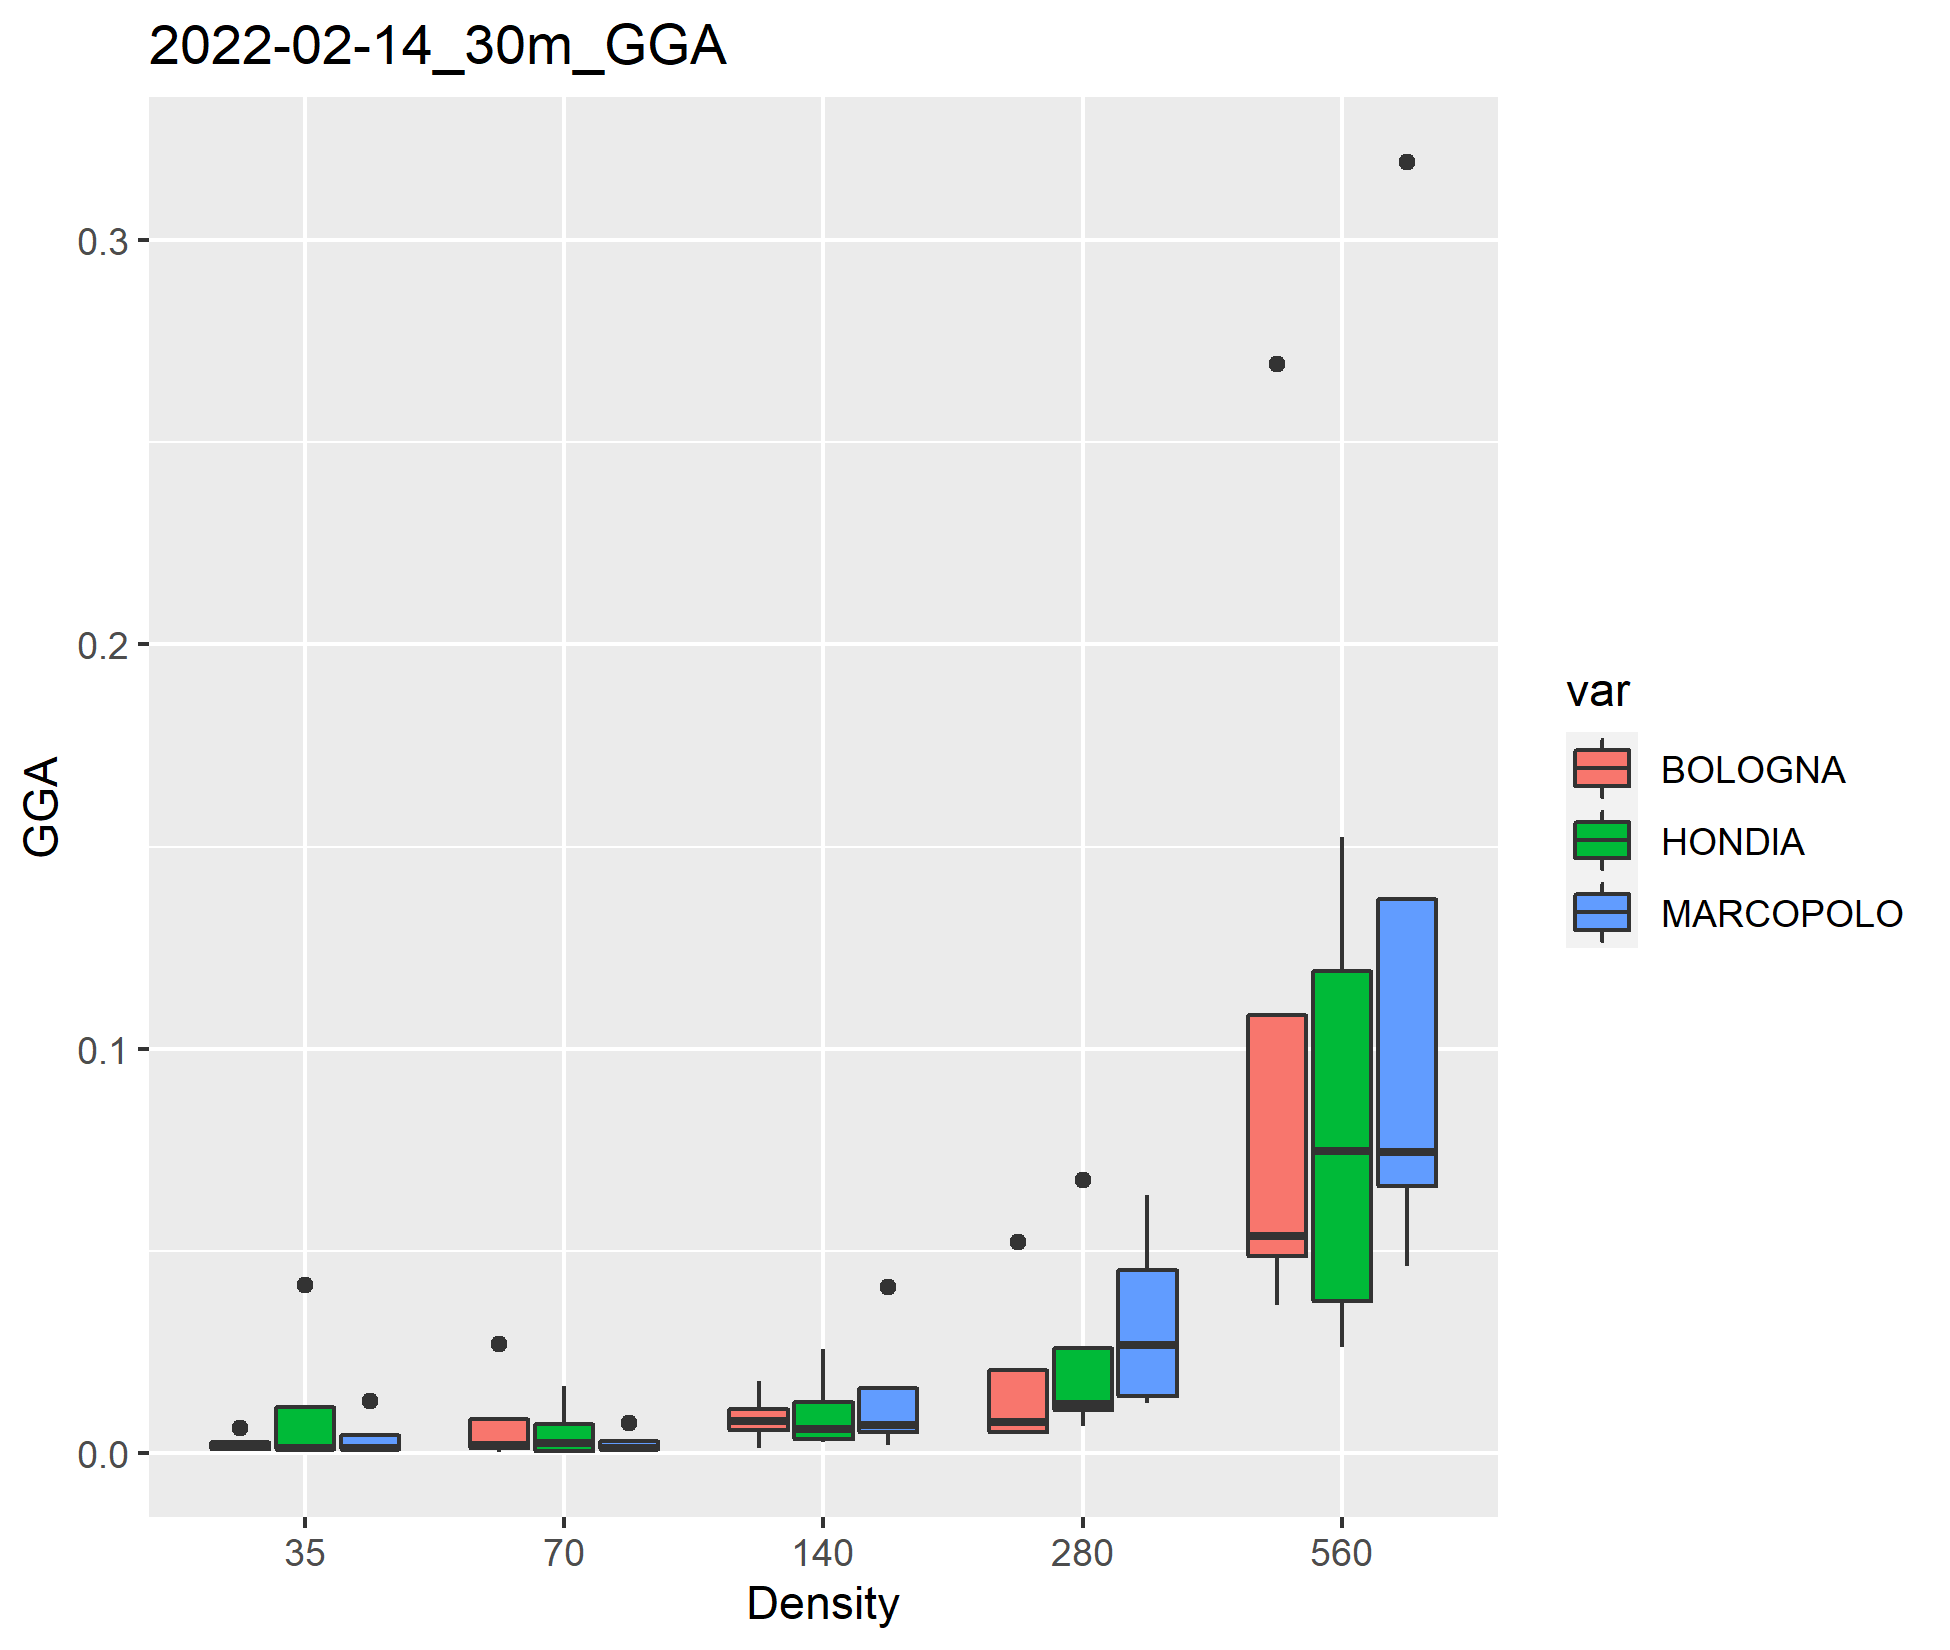 2022-02-14_30m_GGA
GGA
0.3
0.2
0.1
0.0
35 70 140 280 560
Density
var
BOLOGNA
HONDIA
MARCOPOLO